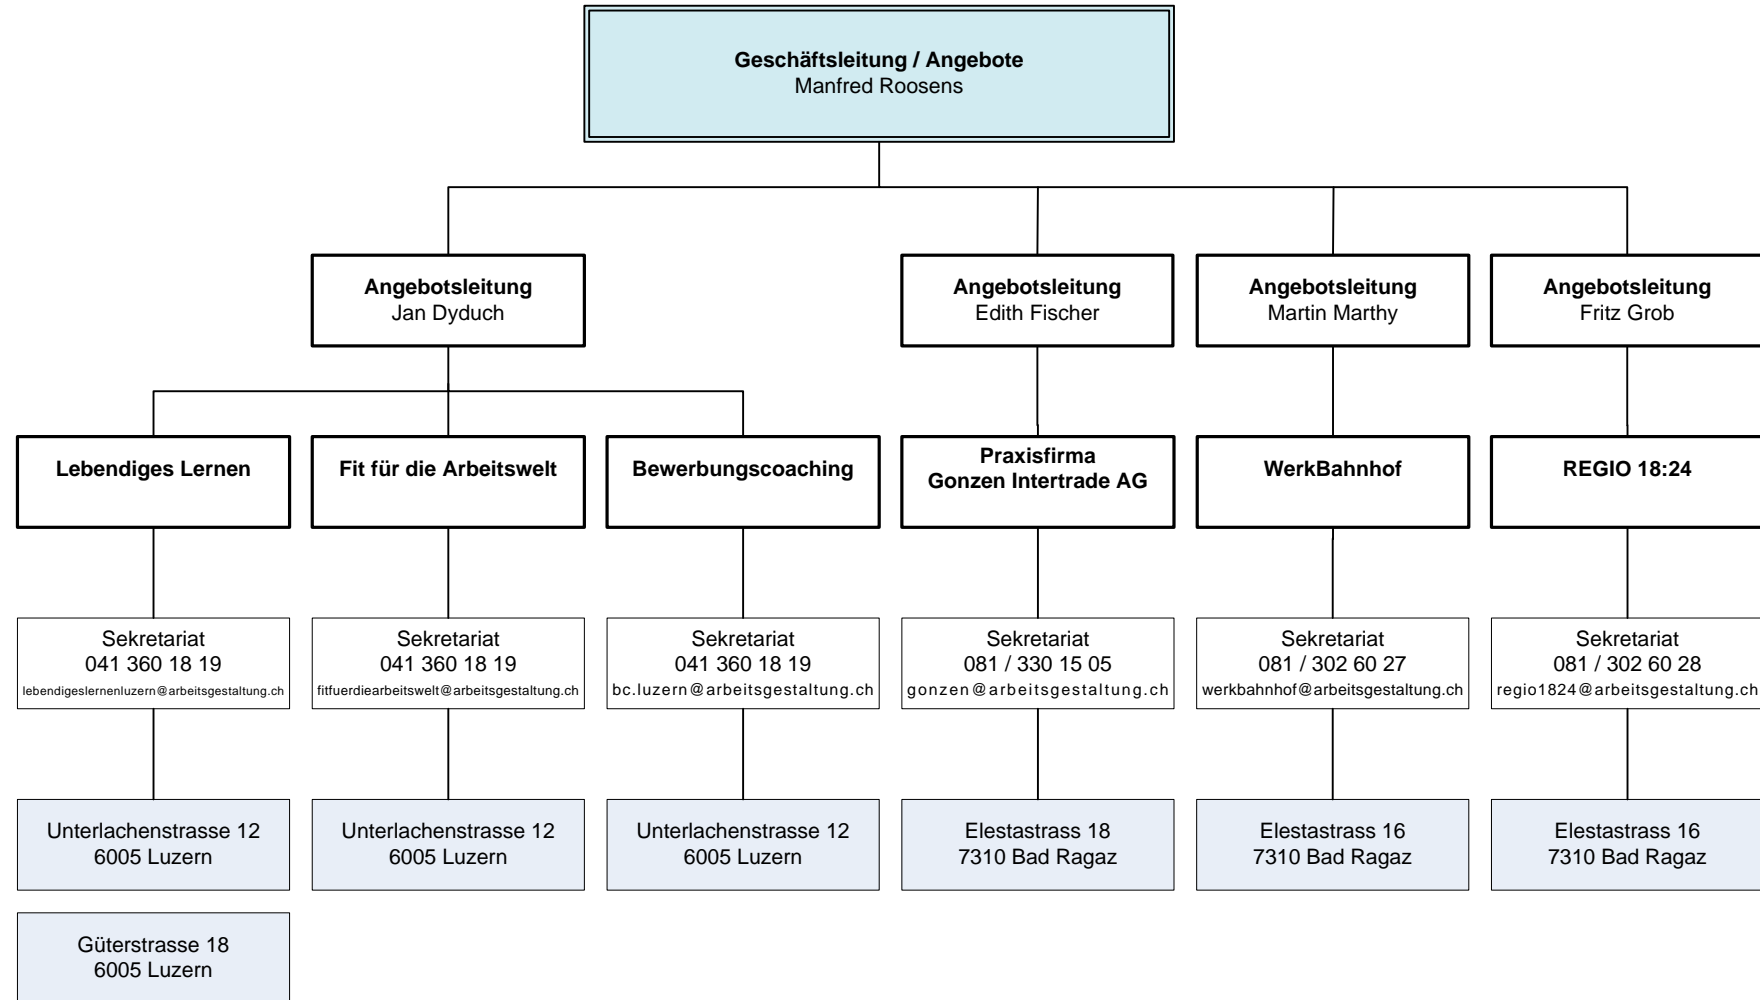 Geschäftsleitung / Angebote
Manfred Roosens
Angebotsleitung
Jan Dyduch
Angebotsleitung
Edith Fischer
Angebotsleitung
Martin Marthy
Angebotsleitung
Fritz Grob
Lebendiges Lernen
Fit für die Arbeitswelt
Bewerbungscoaching
Praxisfirma
Gonzen Intertrade AG
WerkBahnhof
REGIO 18:24
Sekretariat
041 360 18 19
lebendigeslernenluzern@arbeitsgestaltung.ch
Sekretariat
041 360 18 19
fitfuerdiearbeitswelt@arbeitsgestaltung.ch
Sekretariat
041 360 18 19
bc.luzern@arbeitsgestaltung.ch
Sekretariat
081 / 330 15 05
gonzen@arbeitsgestaltung.ch
Sekretariat
081 / 302 60 27
werkbahnhof@arbeitsgestaltung.ch
Sekretariat
081 / 302 60 28
regio1824@arbeitsgestaltung.ch
Unterlachenstrasse 12
6005 Luzern
Unterlachenstrasse 12
6005 Luzern
Unterlachenstrasse 12
6005 Luzern
Elestastrass 18
7310 Bad Ragaz
Elestastrass 16
7310 Bad Ragaz
Elestastrass 16
7310 Bad Ragaz
Güterstrasse 18
6005 Luzern